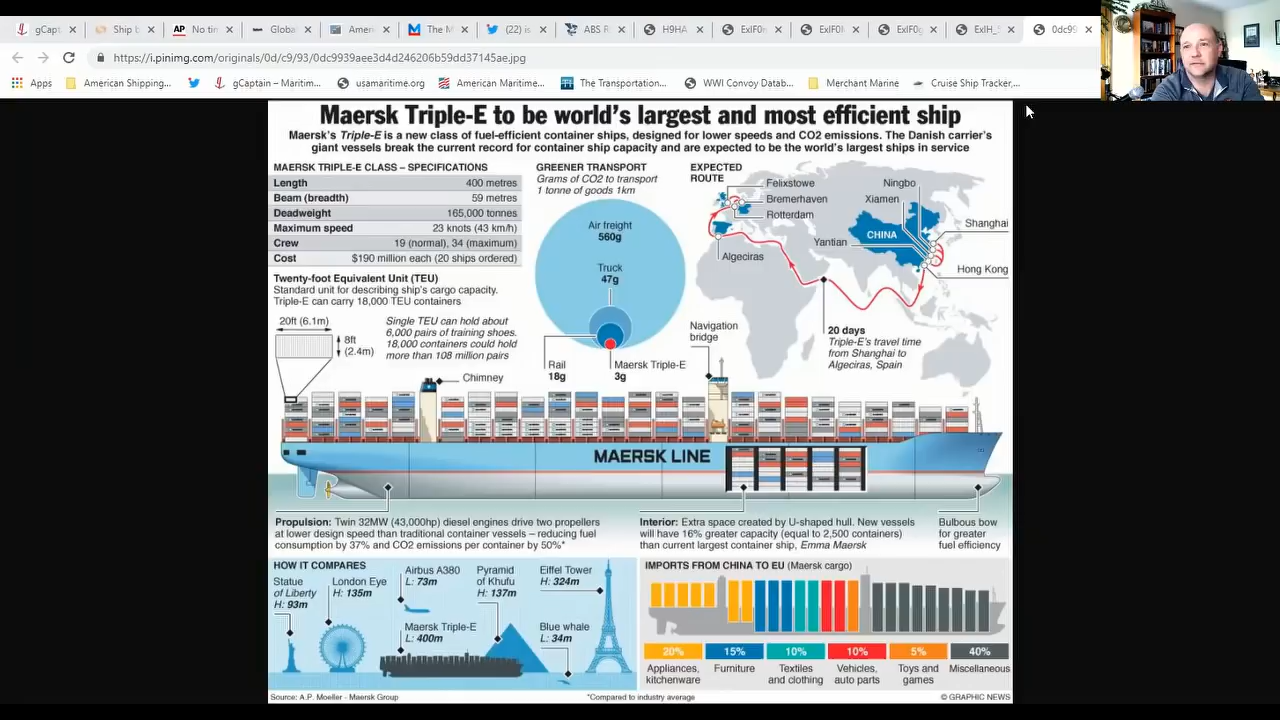 gCapt
Ship b
AP
No tin
Global
Ameri
The M
(22) is
ABS R
H9HA
ExIF0
ExIF0
ExIF0
ExIH_
0dc99
https://i.pinimg.com/originals/0d/c9/93/0dc9939aee3d4d246206b59dd37145ae.jpg
Apps
American Shipping...
gCaptain – Maritim...
usamaritime.org
American Maritime...
The Transportation...
WWI Convoy Datab...
Merchant Marine
Cruise Ship Tracker,...
Maersk Triple-E to be world's largest and most efficient ship
Maersk's Triple-E is a new class of fuel-efficient container ships, designed for lower speeds and CO2 emissions. The Danish carrier's
giant vessels break the current record for container ship capacity and are expected to be the world's largest ships in service
MAERSK TRIPLE-E CLASS – SPECIFICATIONS
Length 400 metres
Beam (breadth) 59 metres
Deadweight 165,000 tonnes
Maximum speed 23 knots (43 km/h)
Crew 19 (normal), 34 (maximum)
Cost $190 million each (20 ships ordered)
Twenty-foot Equivalent Unit (TEU)
Standard unit for describing ship's cargo capacity.
Triple-E can carry 18,000 TEU containers
20ft (6.1m)
8ft
(2.4m)
Single TEU can hold about
6,000 pairs of training shoes.
18,000 containers could hold
more than 108 million pairs
GREENER TRANSPORT
Grams of CO2 to transport
1 tonne of goods 1km
Air freight
560g
Truck
47g
Rail
18g
Maersk Triple-E
3g
EXPECTED
ROUTE
Felixstowe
Bremerhaven
Rotterdam
Algeciras
Ningbo
Xiamen
Shanghai
CHINA
Yantian
Hong Kong
20 days
Triple-E's travel time
from Shanghai to
Algeciras, Spain
Navigation
bridge
Chimney
MAERSK LINE
Propulsion: Twin 32MW (43,000hp) diesel engines drive two propellers
at lower design speed than traditional container vessels – reducing fuel
consumption by 37% and CO2 emissions per container by 50%*
Interior: Extra space created by U-shaped hull. New vessels
will have 16% greater capacity (equal to 2,500 containers)
than current largest container ship, Emma Maersk
Bulbous bow
for greater
fuel efficiency
HOW IT COMPARES
Statue
of Liberty
H: 93m
London Eye
H: 135m
Airbus A380
L: 73m
Maersk Triple-E
L: 400m
Pyramid
of Khufu
H: 137m
Eiffel Tower
H: 324m
Blue whale
L: 34m
IMPORTS FROM CHINA TO EU (Maersk cargo)
20%
Appliances,
kitchenware
15%
Furniture
10%
Textiles
and clothing
10%
Vehicles,
auto parts
5%
Toys and
games
40%
Miscellaneous
Source: A.P. Moeller - Maersk Group
*Compared to industry average
© GRAPHIC NEWS